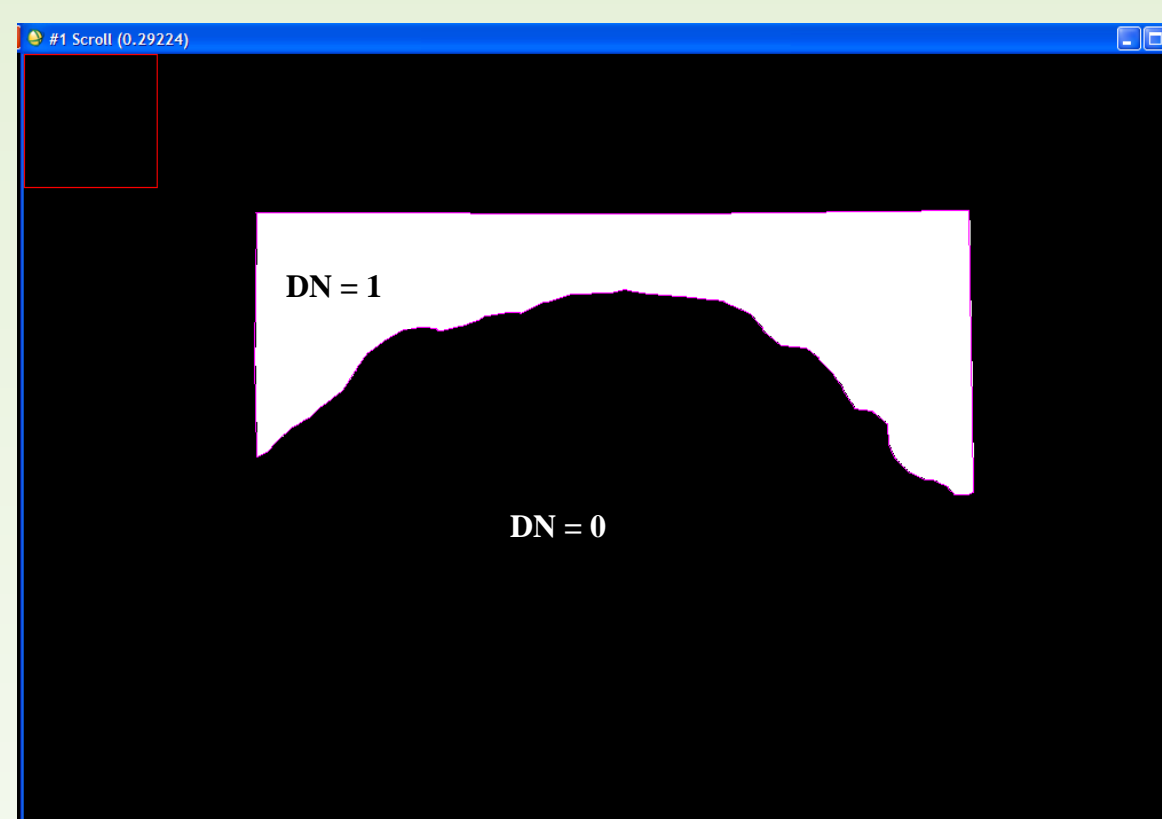 #1 Scroll (0.29224)
DN = 1
DN = 0